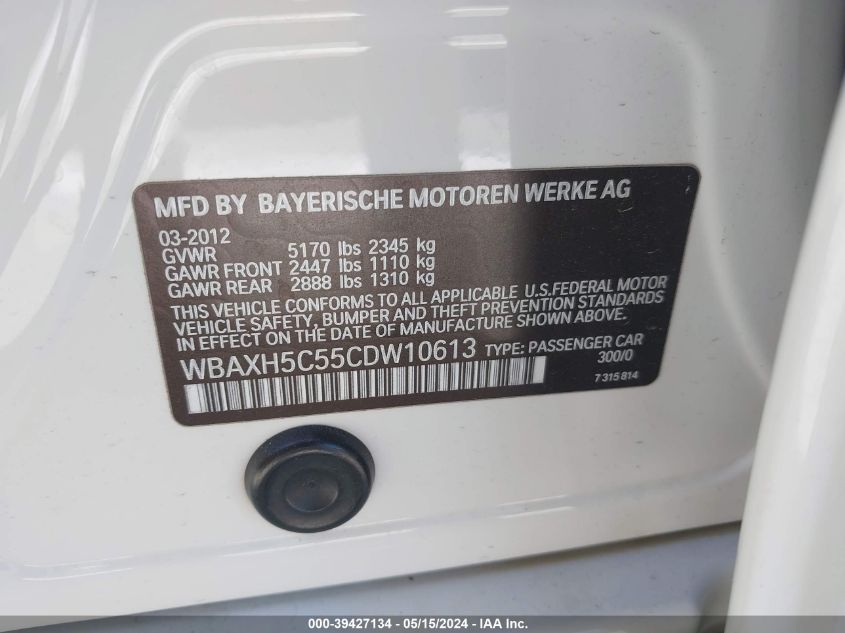 MFD BY BAYERISCHE MOTOREN WERKE AG
03-2012
GVWR 5170 lbs 2345 kg
GAWR FRONT 2447 lbs 1110 kg
GAWR REAR 2888 lbs 1310 kg
THIS VEHICLE CONFORMS TO ALL APPLICABLE U.S.FEDERAL MOTOR
VEHICLE SAFETY, BUMPER AND THEFT PREVENTION STANDARDS
IN EFFECT ON THE DATE OF MANUFACTURE SHOWN ABOVE.
WBAXH5C55CDW10613 TYPE: PASSENGER CAR
300/0
7 315 814
000-39427134 - 05/15/2024 - IAA Inc.